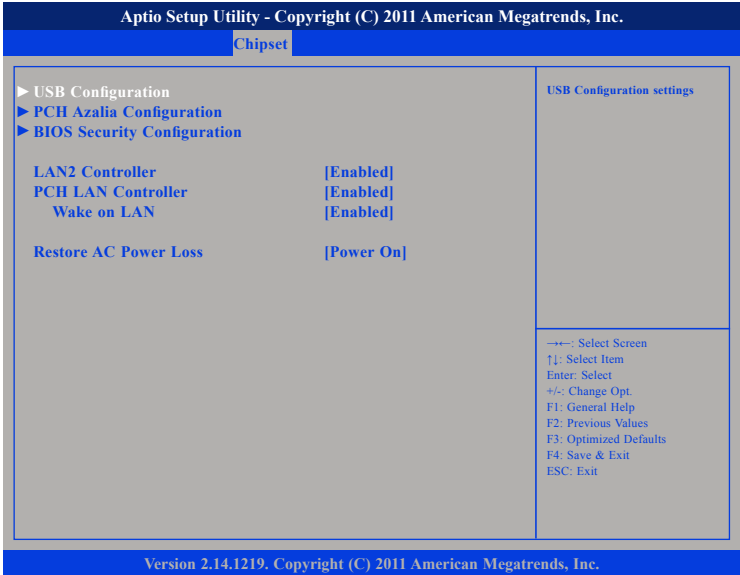 Aptio Setup Utility - Copyright (C) 2011 American Megatrends, Inc.
Chipset
► USB Configuration
► PCH Azalia Configuration
► BIOS Security Configuration
LAN2 Controller [Enabled]
PCH LAN Controller [Enabled]
Wake on LAN [Enabled]
Restore AC Power Loss [Power On]
USB Configuration settings
→←: Select Screen
↑↓: Select Item
Enter: Select
+/-: Change Opt.
F1: General Help
F2: Previous Values
F3: Optimized Defaults
F4: Save & Exit
ESC: Exit
Version 2.14.1219. Copyright (C) 2011 American Megatrends, Inc.